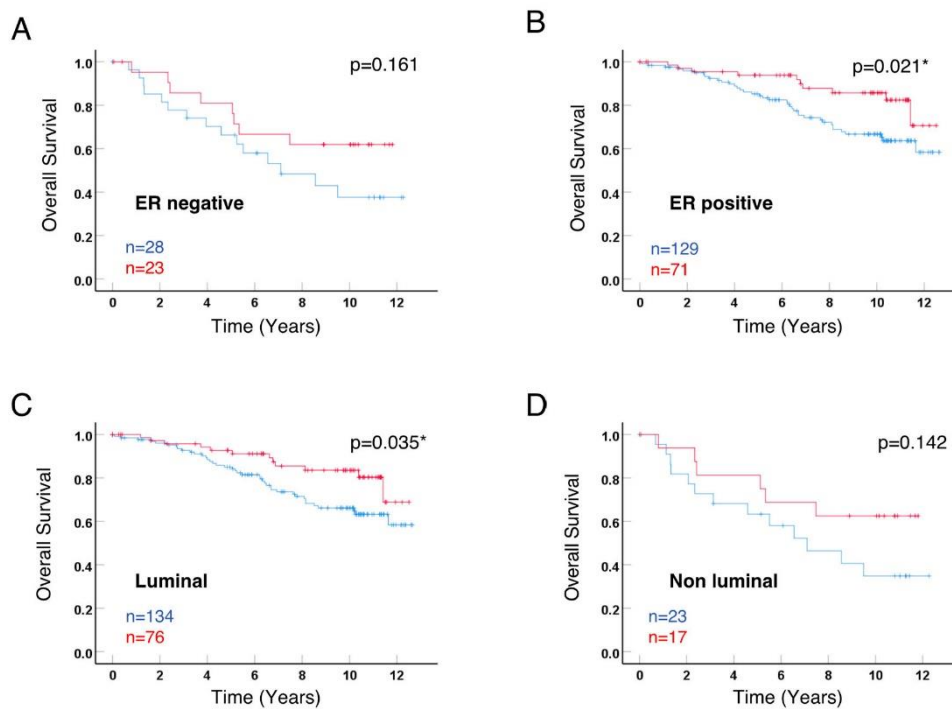 A
p=0.161
1.0
0.8
0.6
0.4
0.2
0.0
Overall Survival
ER negative
n=28
n=23
0 2 4 6 8 10 12
Time (Years)
B
p=0.021*
1.0
0.8
0.6
0.4
0.2
0.0
Overall Survival
ER positive
n=129
n=71
0 2 4 6 8 10 12
Time (Years)
C
p=0.035*
1.0
0.8
0.6
0.4
0.2
0.0
Overall Survival
Luminal
n=134
n=76
0 2 4 6 8 10 12
Time (Years)
D
p=0.142
1.0
0.8
0.6
0.4
0.2
0.0
Overall Survival
Non luminal
n=23
n=17
0 2 4 6 8 10 12
Time (Years)